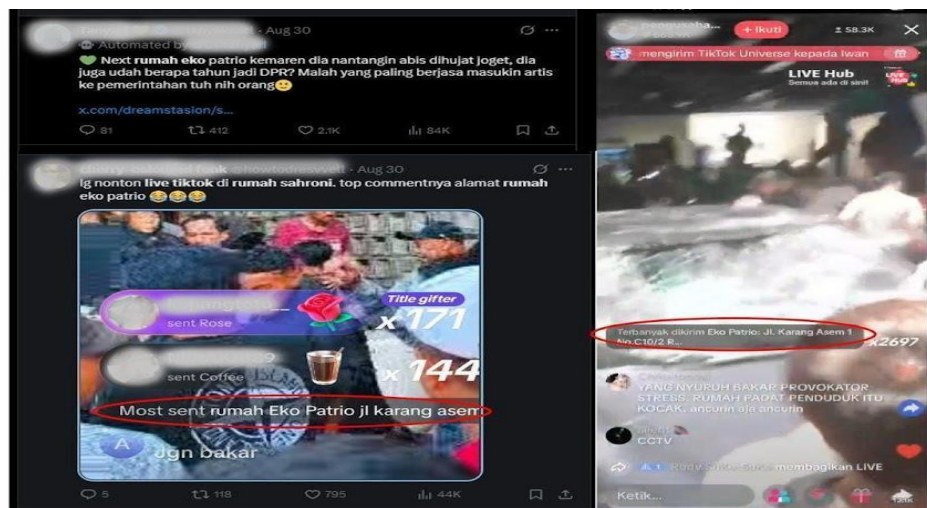 Aug 30
Automated by
Next rumah eko patrio kemaren dia nantangin abis dihujat joget, dia
juga udah berapa tahun jadi DPR? Malah yang paling berjasa masukin artis
ke pemerintahan tuh nih orang
x.com/dreamstasion/s...
81 412 2.1K 84K
Aug 30
lg nonton live tiktok di rumah sahroni. top commentnya alamat rumah
eko patrio
Title gifter
sent Rose
x 171
sent Coffee
x 144
Most sent rumah Eko Patrio jl karang asem
A
Jgn bakar
5 118 795 44K
+ Ikuti
58.3K
mengirim TikTok Universe kepada Iwan
LIVE Hub
Semua ada di sini!
LIVE HUB
Terbanyak dikirim Eko Patrio: Jl. Karang Asem 1
No.C10/2 R...
x2697
YANG NYURUH BAKAR PROVOKATOR
STRESS. RUMAH PADAT PENDUDUK ITU
KOCAK, ancurin aja ancurin
CCTV
membagikan LIVE
Ketik...